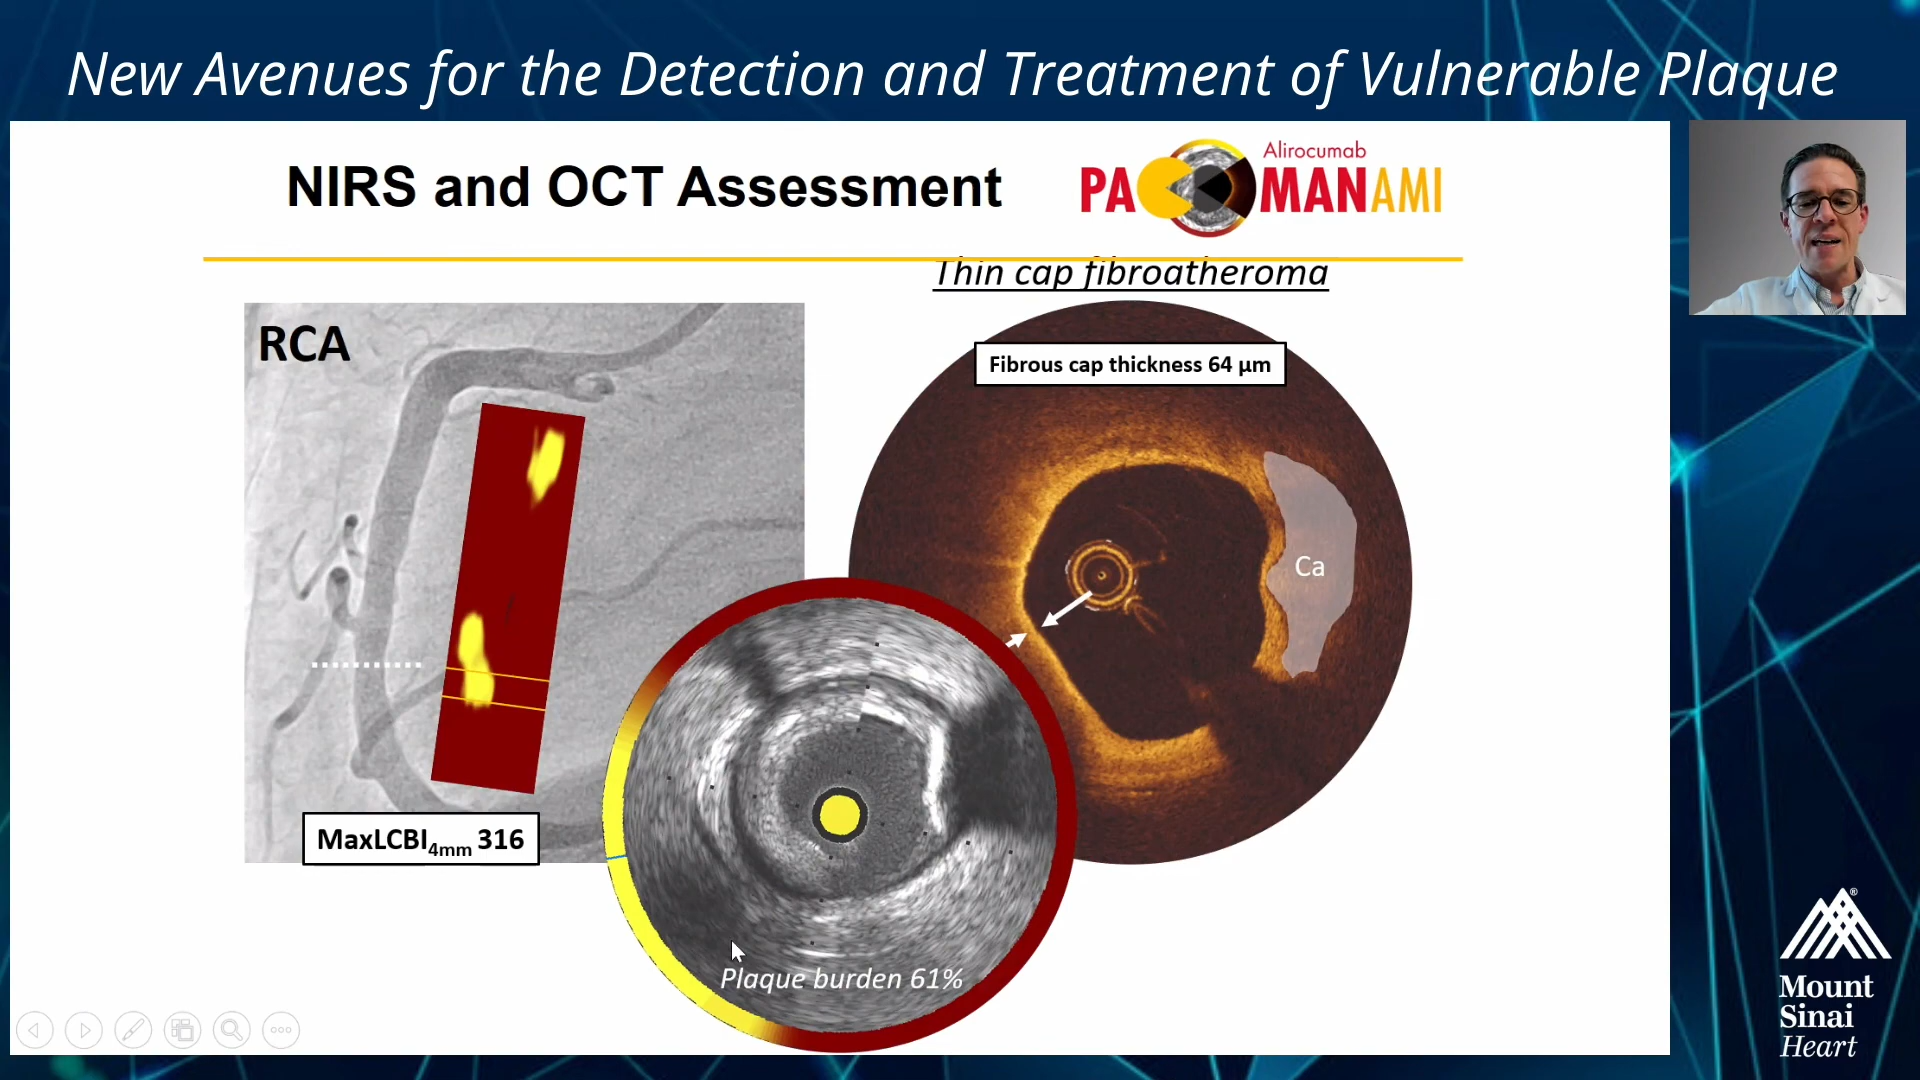 New Avenues for the Detection and Treatment of Vulnerable Plaque
NIRS and OCT Assessment
Alirocumab
PACMANAMI
Thin cap fibroatheroma
RCA
Fibrous cap thickness 64 µm
Ca
MaxLCBI4mm 316
Plaque burden 61%
Mount
Sinai
Heart
®